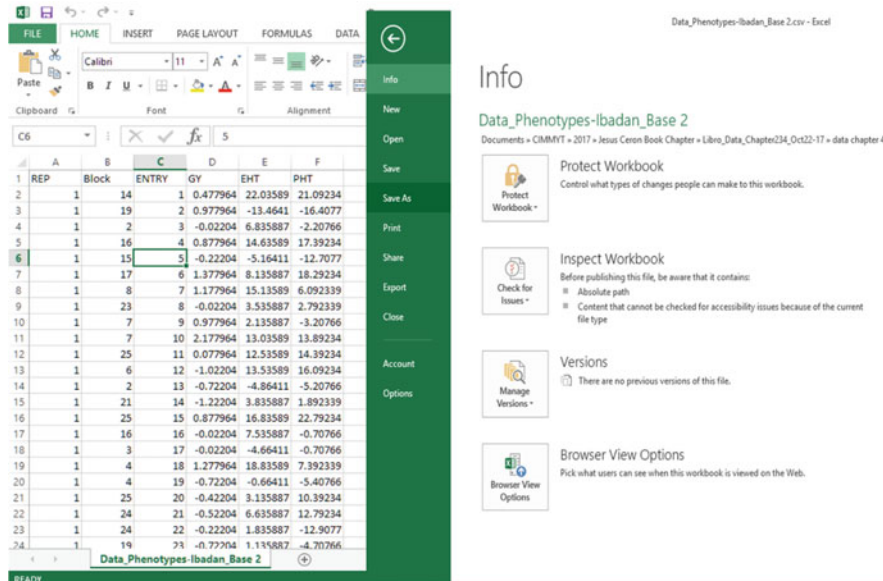 FILE HOME INSERT PAGE LAYOUT FORMULAS DATA
Calibri 11 A A
Paste B I U A
Clipboard Font Alignment
C6 fx 5
A B C D E F
1 REP Block ENTRY GY EHT PHT
2 1 14 1 0.477964 22.03589 21.09234
3 1 19 2 0.977964 -13.4641 -16.4077
4 1 2 3 -0.02204 6.835887 -2.20766
5 1 16 4 0.877964 14.63589 17.39234
6 1 15 5 -0.22204 -5.16411 -12.7077
7 1 17 6 1.377964 8.135887 18.29234
8 1 8 7 1.177964 15.13589 6.092339
9 1 23 8 -0.02204 3.535887 2.792339
10 1 7 9 0.977964 2.135887 -3.20766
11 1 7 10 2.177964 13.03589 13.89234
12 1 25 11 0.077964 12.53589 14.39234
13 1 6 12 -1.02204 13.53589 16.09234
14 1 2 13 -0.72204 -4.86411 -5.20766
15 1 21 14 -1.22204 3.835887 1.892339
16 1 25 15 0.877964 16.83589 22.79234
17 1 16 16 -0.02204 7.535887 -0.70766
18 1 3 17 -0.02204 -4.66411 -0.70766
19 1 4 18 1.277964 18.83589 7.392339
20 1 4 19 -0.72204 -0.66411 -5.40766
21 1 25 20 -0.42204 3.135887 10.39234
22 1 24 21 -0.52204 6.635887 12.79234
23 1 24 22 -0.22204 1.835887 -12.9077
24 1 19 23 -0.72204 1.135887 -4.70766
Data_Phenotypes-Ibadan_Base 2
READY
Info
New
Open
Save
Save As
Print
Share
Export
Close
Account
Options
Data_Phenotypes-Ibadan_Base 2.csv - Excel
Info
Data_Phenotypes-Ibadan_Base 2
Documents » CIMMYT » 2017 » Jesus Ceron Book Chapter » Libro_Data_Chapter234_Oct22-17 » data chapter 4
Protect
Workbook
Protect Workbook
Control what types of changes people can make to this workbook.
Check for
Issues
Inspect Workbook
Before publishing this file, be aware that it contains:
Absolute path
Content that cannot be checked for accessibility issues because of the current
file type
Manage
Versions
Versions
There are no previous versions of this file.
Browser View
Options
Browser View Options
Pick what users can see when this workbook is viewed on the Web.